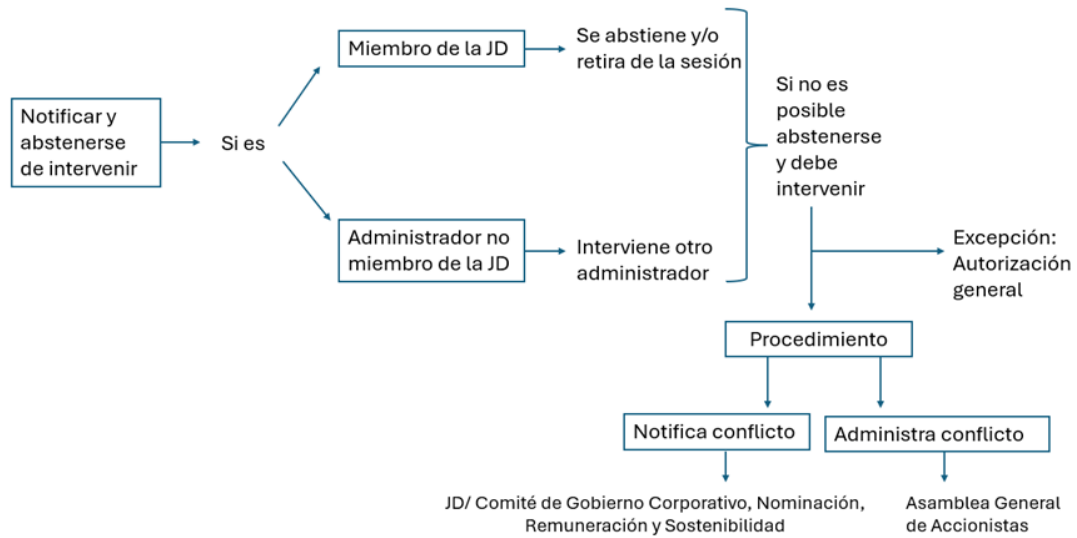 Notificar y
abstenerse
de intervenir
Si es
Miembro de la JD
Se abstiene y/o
retira de la sesión
Administrador no
miembro de la JD
Interviene otro
administrador
Si no es
posible
abstenerse
y debe
intervenir
Excepción:
Autorización
general
Procedimiento
Notifica conflicto
Administra conflicto
JD/ Comité de Gobierno Corporativo, Nominación,
Remuneración y Sostenibilidad
Asamblea General
de Accionistas